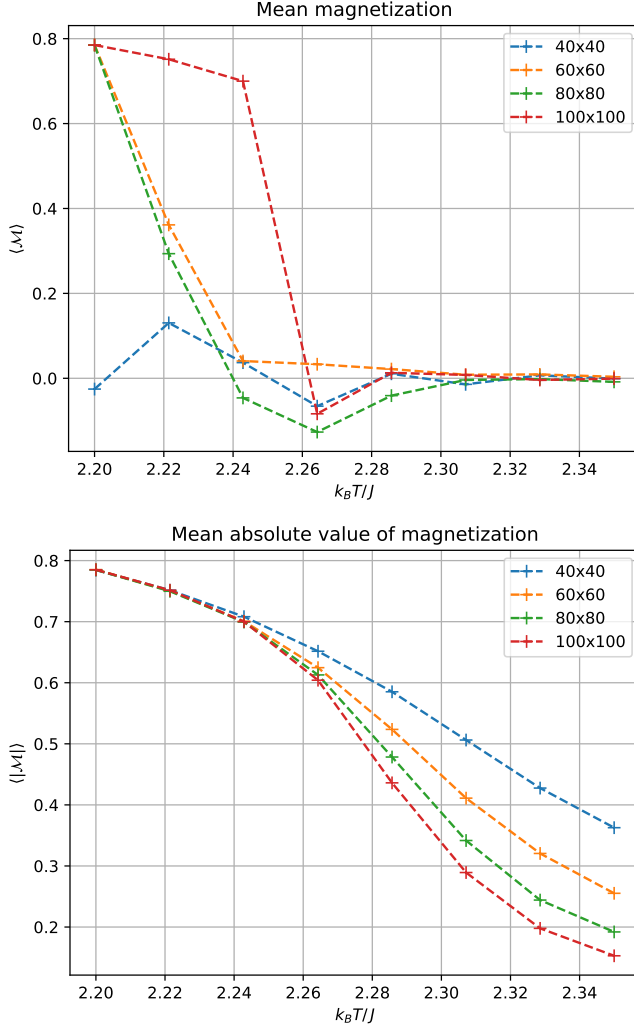 Mean magnetization
0.8
0.6
0.4
0.2
0.0
⟨ℳ⟩
40x40
60x60
80x80
100x100
2.20 2.22 2.24 2.26 2.28 2.30 2.32 2.34
k_BT/J
Mean absolute value of magnetization
0.8
0.7
0.6
0.5
0.4
0.3
0.2
⟨|ℳ|⟩
40x40
60x60
80x80
100x100
2.20 2.22 2.24 2.26 2.28 2.30 2.32 2.34
k_BT/J